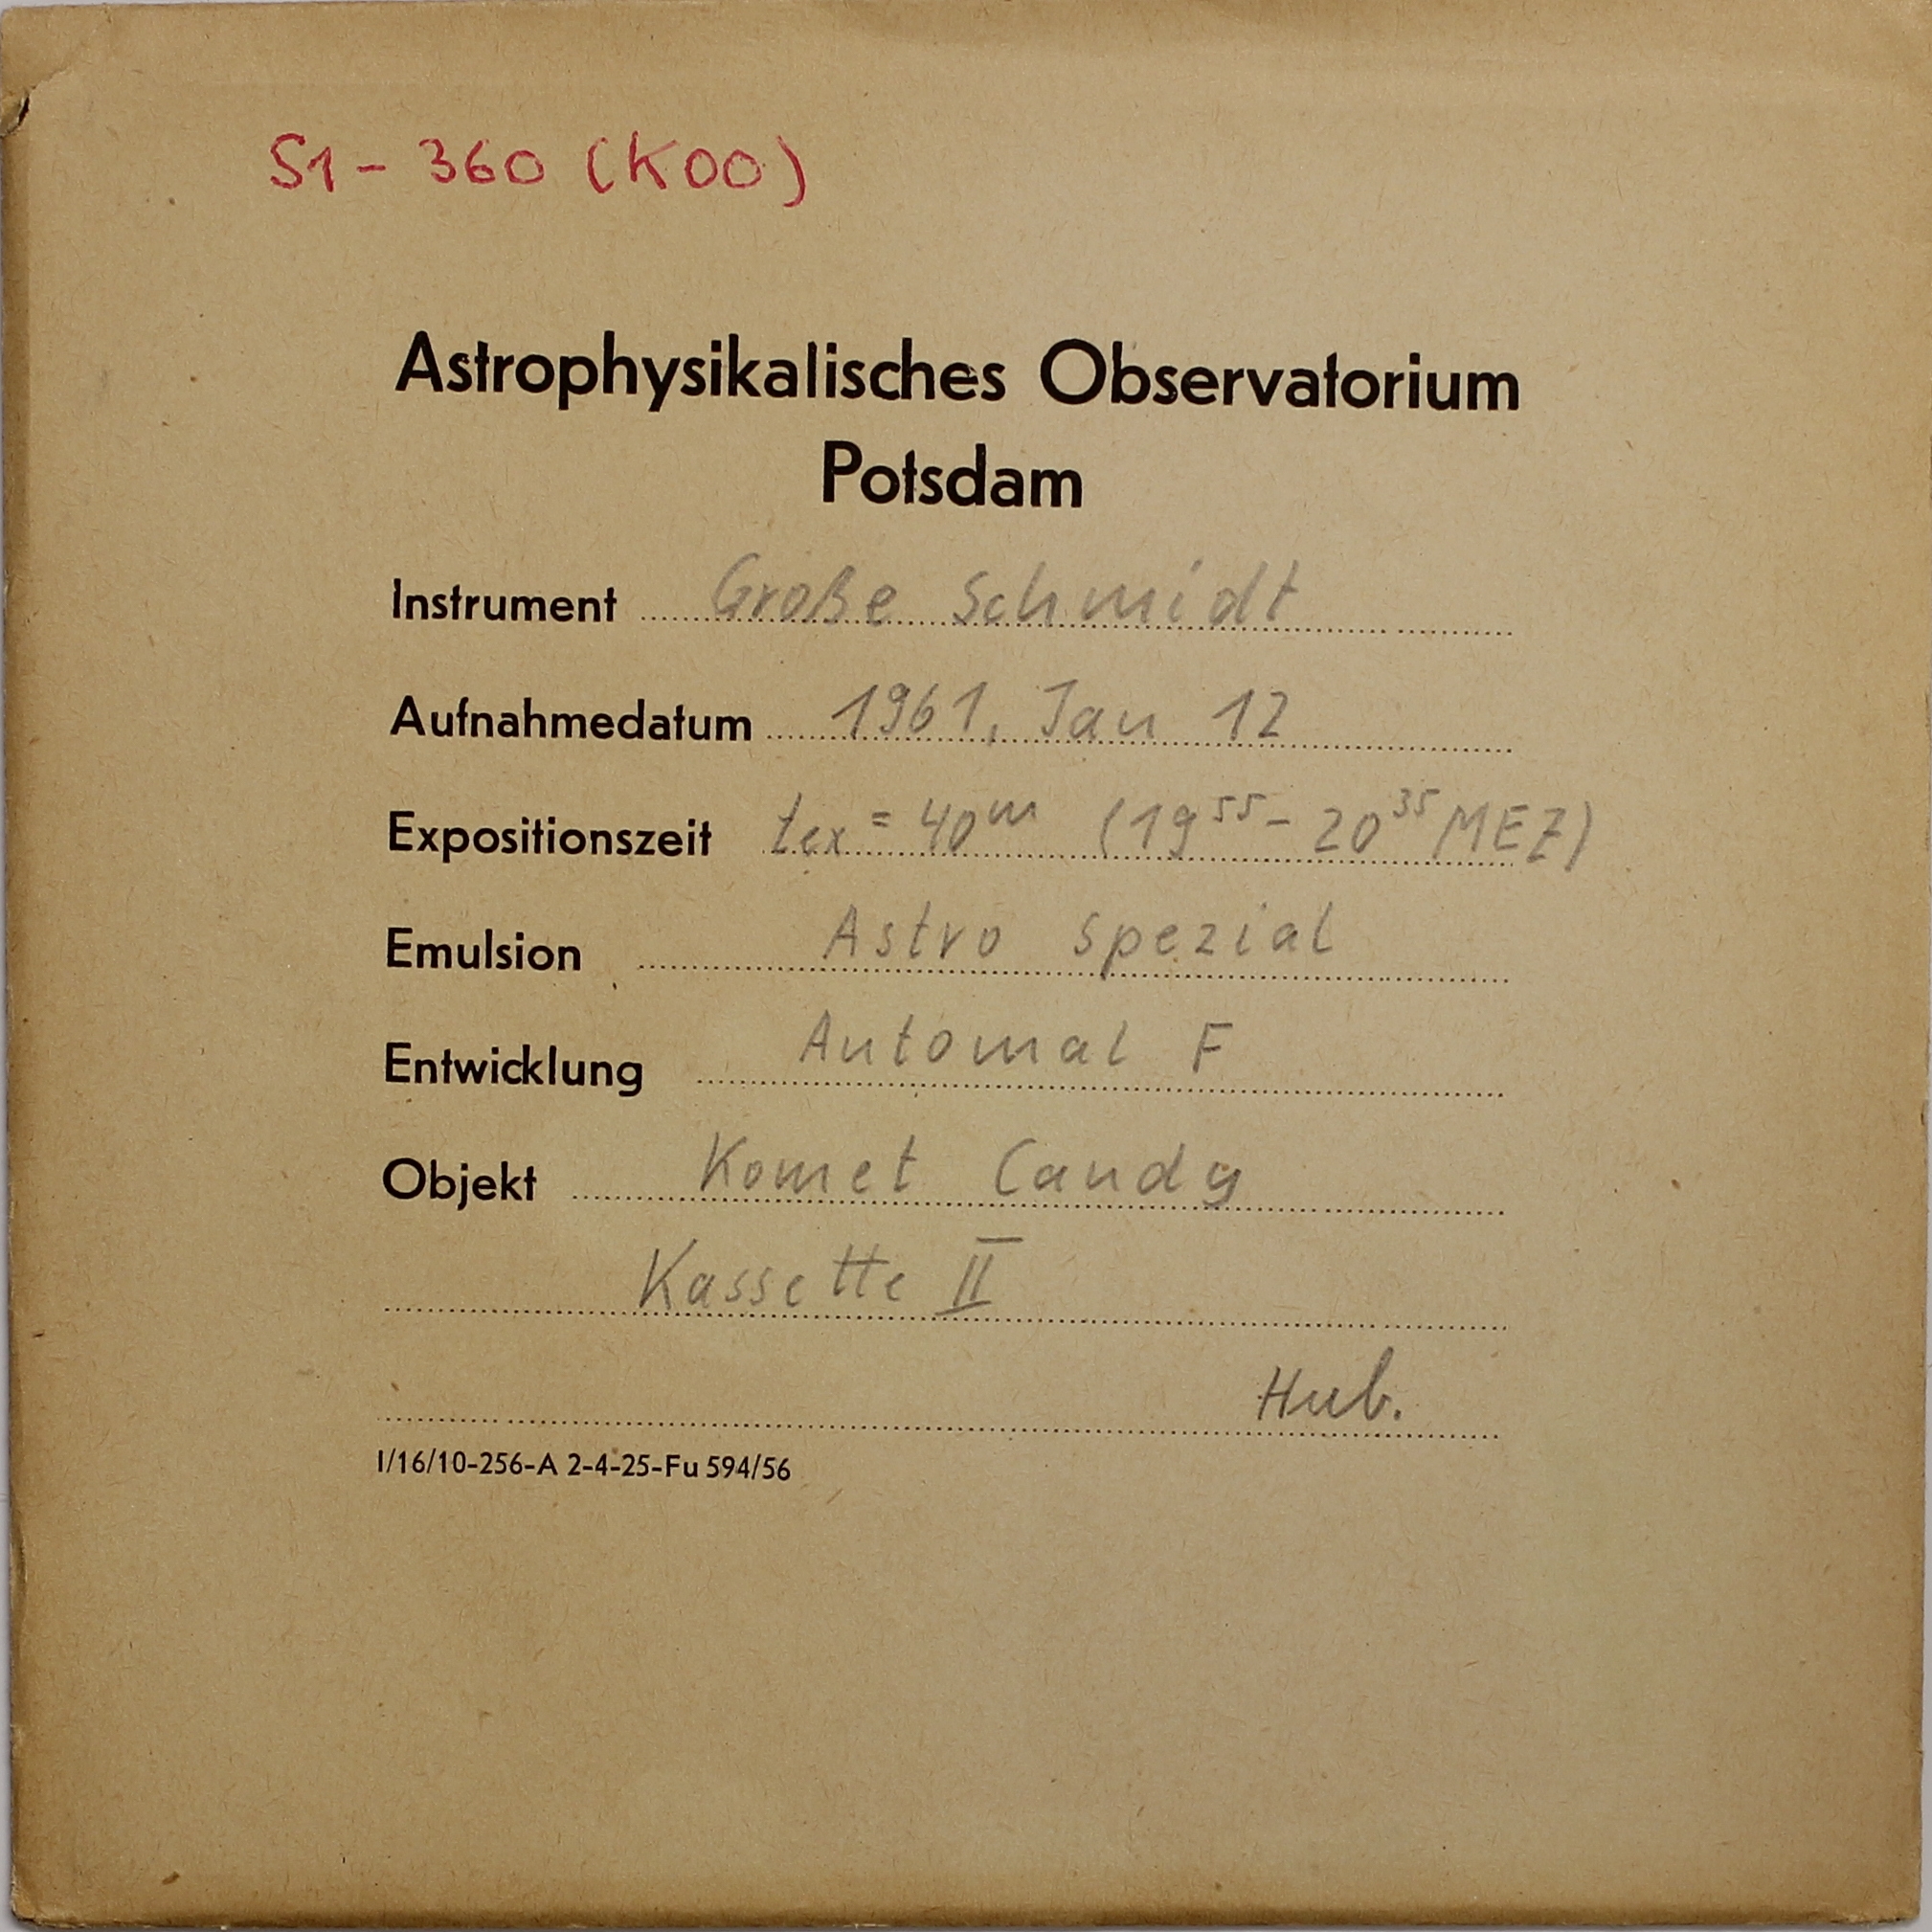 S1 - 360 (K00)
Astrophysikalisches Observatorium
Potsdam
Instrument Große Schmidt
Aufnahmedatum 1961, Jan 12
Expositionszeit tex = 40ᵐ (19⁵⁵ - 20³⁵ MEZ)
Emulsion Astro spezial
Entwicklung Automal F
Objekt Komet Candy
Kassette II
Hub.
I/16/10-256-A 2-4-25-Fu 594/56